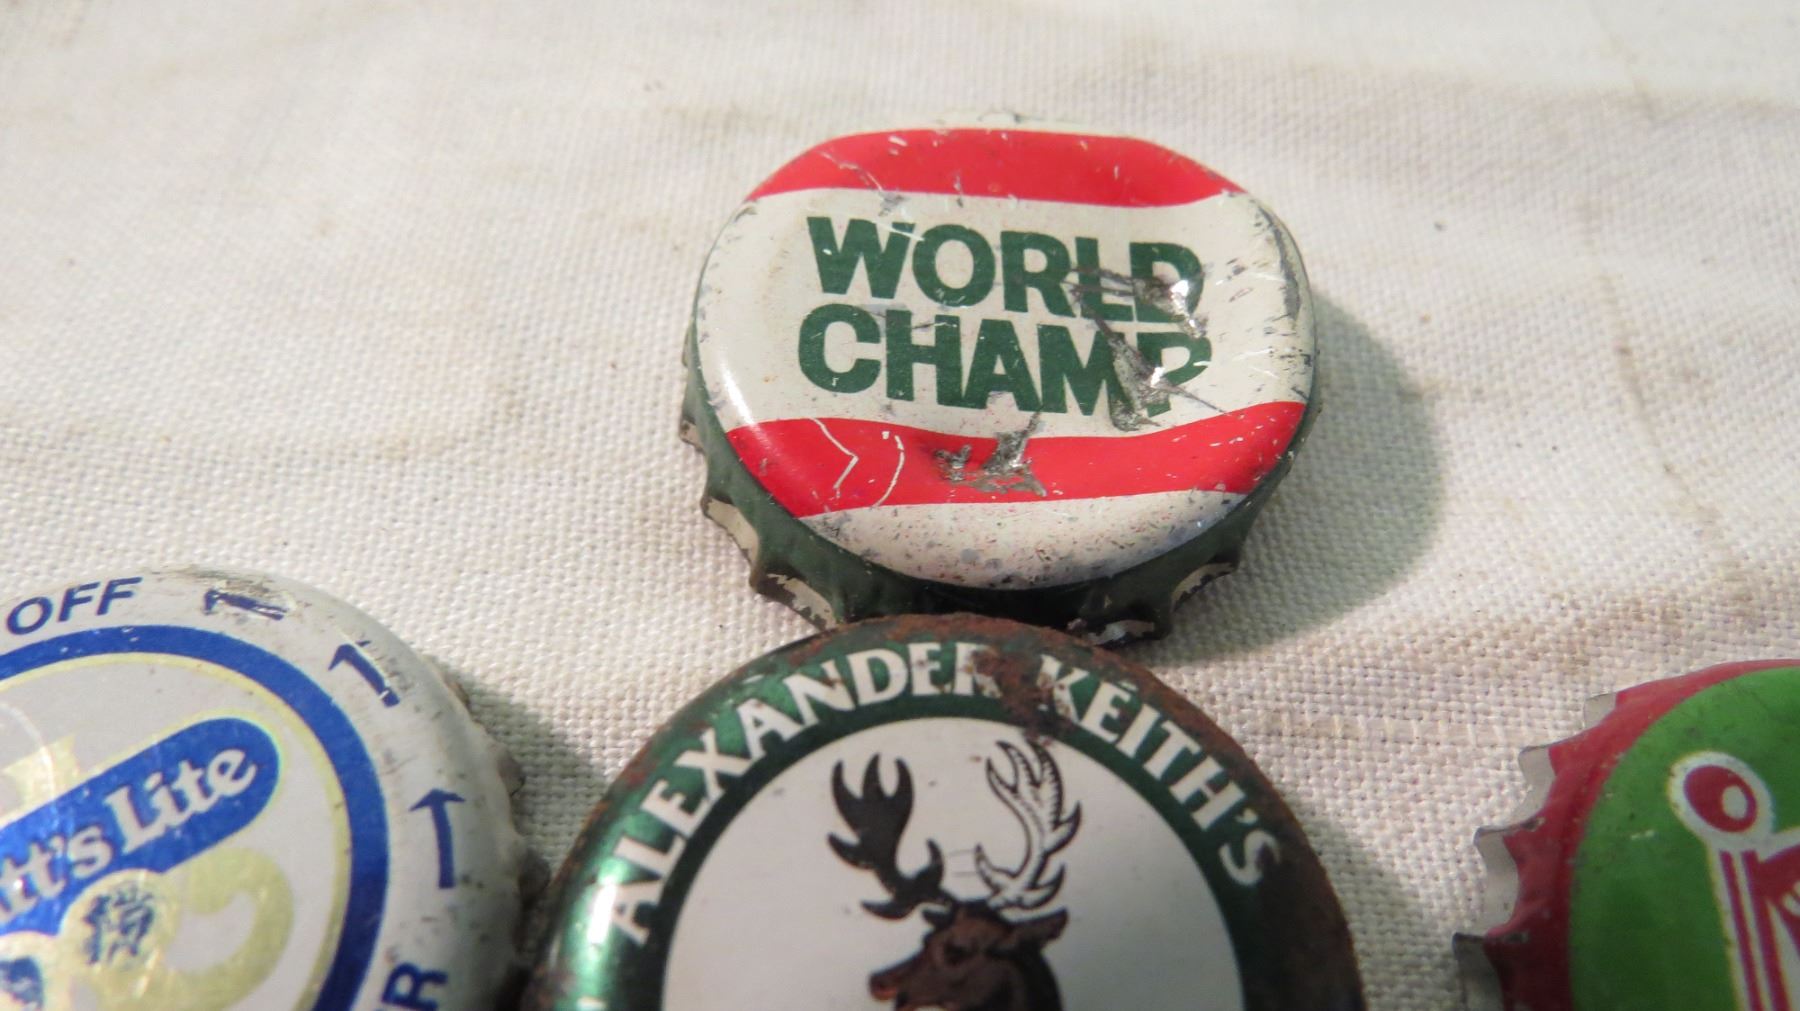 WORLD
CHAMP
ALEXANDER KEITH'S
OFF
tt's Lite